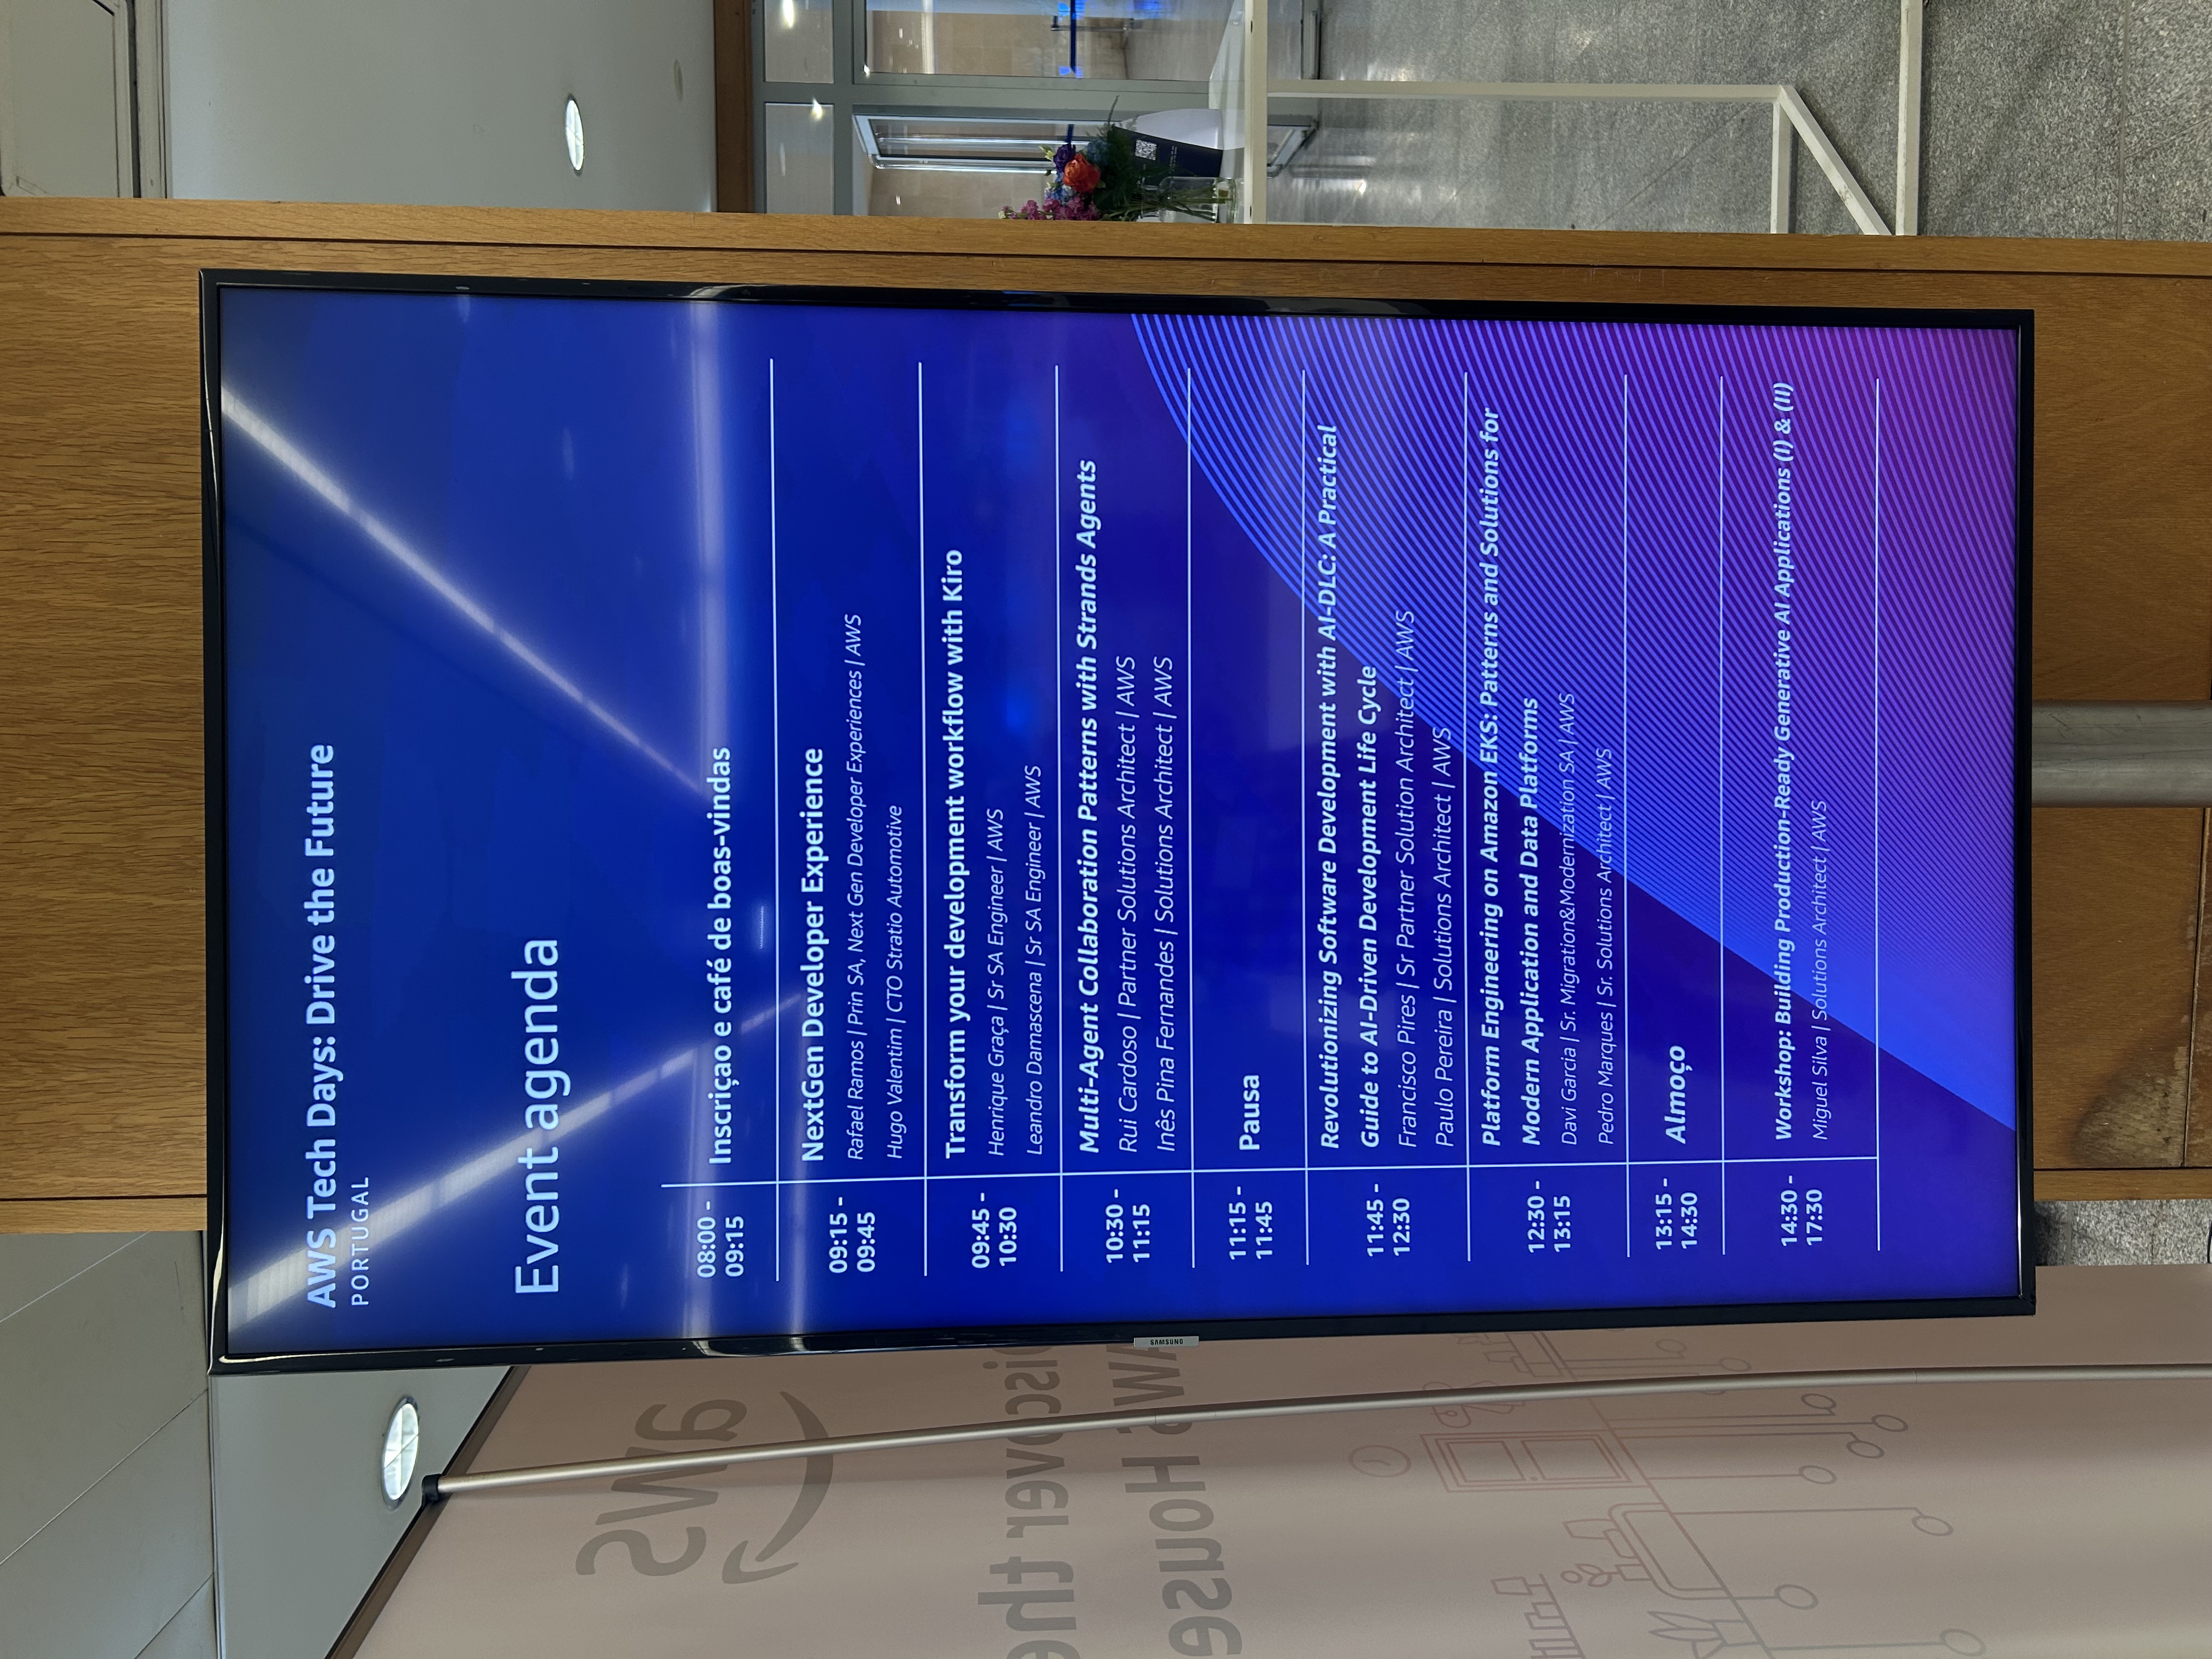 AWS Tech Days: Drive the Future
PORTUGAL
Event agenda
08:00 -
09:15
Inscriçao e café de boas-vindas
09:15 -
09:45
NextGen Developer Experience
Rafael Ramos | Prin SA, Next Gen Developer Experiences | AWS
Hugo Valentim | CTO Stratio Automotive
09:45 -
10:30
Transform your development workflow with Kiro
Henrique Graça | Sr SA Engineer | AWS
Leandro Damascena | Sr SA Engineer | AWS
10:30 -
11:15
Multi-Agent Collaboration Patterns with Strands Agents
Rui Cardoso | Partner Solutions Architect | AWS
Inês Pina Fernandes | Solutions Architect | AWS
11:15 -
11:45
Pausa
11:45 -
12:30
Revolutionizing Software Development with AI-DLC: A Practical
Guide to AI-Driven Development Life Cycle
Francisco Pires | Sr Partner Solution Architect | AWS
Paulo Pereira | Solutions Architect | AWS
12:30 -
13:15
Platform Engineering on Amazon EKS: Patterns and Solutions for
Modern Application and Data Platforms
Davi Garcia | Sr. Migration&Modernization SA | AWS
Pedro Marques | Sr. Solutions Architect | AWS
13:15 -
14:30
Almoço
14:30 -
17:30
Workshop: Building Production-Ready Generative AI Applications (I) & (II)
Miguel Silva | Solutions Architect | AWS
SAMSUNG
aws
Discover the
AWS House